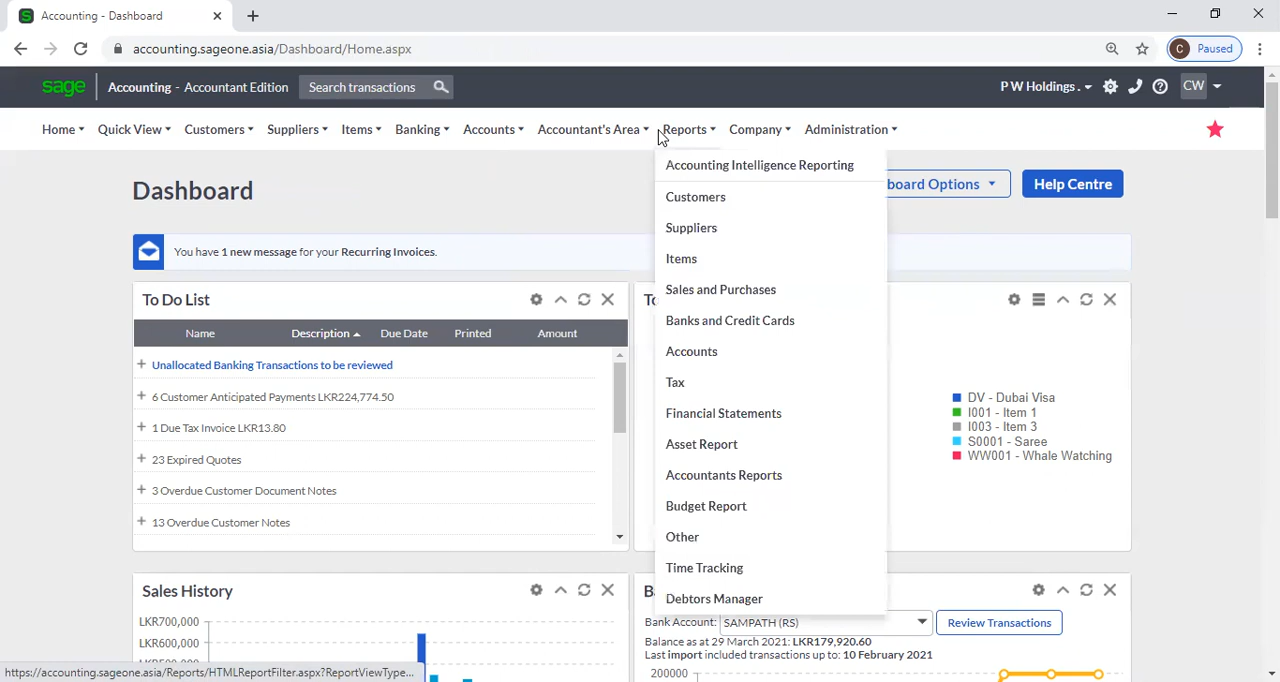 Accounting - Dashboard
accounting.sageone.asia/Dashboard/Home.aspx
C Paused
sage Accounting - Accountant Edition Search transactions P W Holdings . CW
Home Quick View Customers Suppliers Items Banking Accounts Accountant's Area Reports Company Administration
Dashboard
board Options
Help Centre
You have 1 new message for your Recurring Invoices.
Accounting Intelligence Reporting
Customers
Suppliers
Items
Sales and Purchases
Banks and Credit Cards
Accounts
Tax
Financial Statements
Asset Report
Accountants Reports
Budget Report
Other
Time Tracking
Debtors Manager
To Do List
Name Description Due Date Printed Amount
Unallocated Banking Transactions to be reviewed
6 Customer Anticipated Payments LKR224,774.50
1 Due Tax Invoice LKR13.80
23 Expired Quotes
3 Overdue Customer Document Notes
13 Overdue Customer Notes
DV - Dubai Visa
I001 - Item 1
I003 - Item 3
S0001 - Saree
WW001 - Whale Watching
Sales History
LKR700,000
LKR600,000
Bank Account: SAMPATH (RS) Review Transactions
Balance as at 29 March 2021: LKR179,920.60
Last import included transactions up to: 10 February 2021
200000
https://accounting.sageone.asia/Reports/HTMLReportFilter.aspx?ReportViewType...